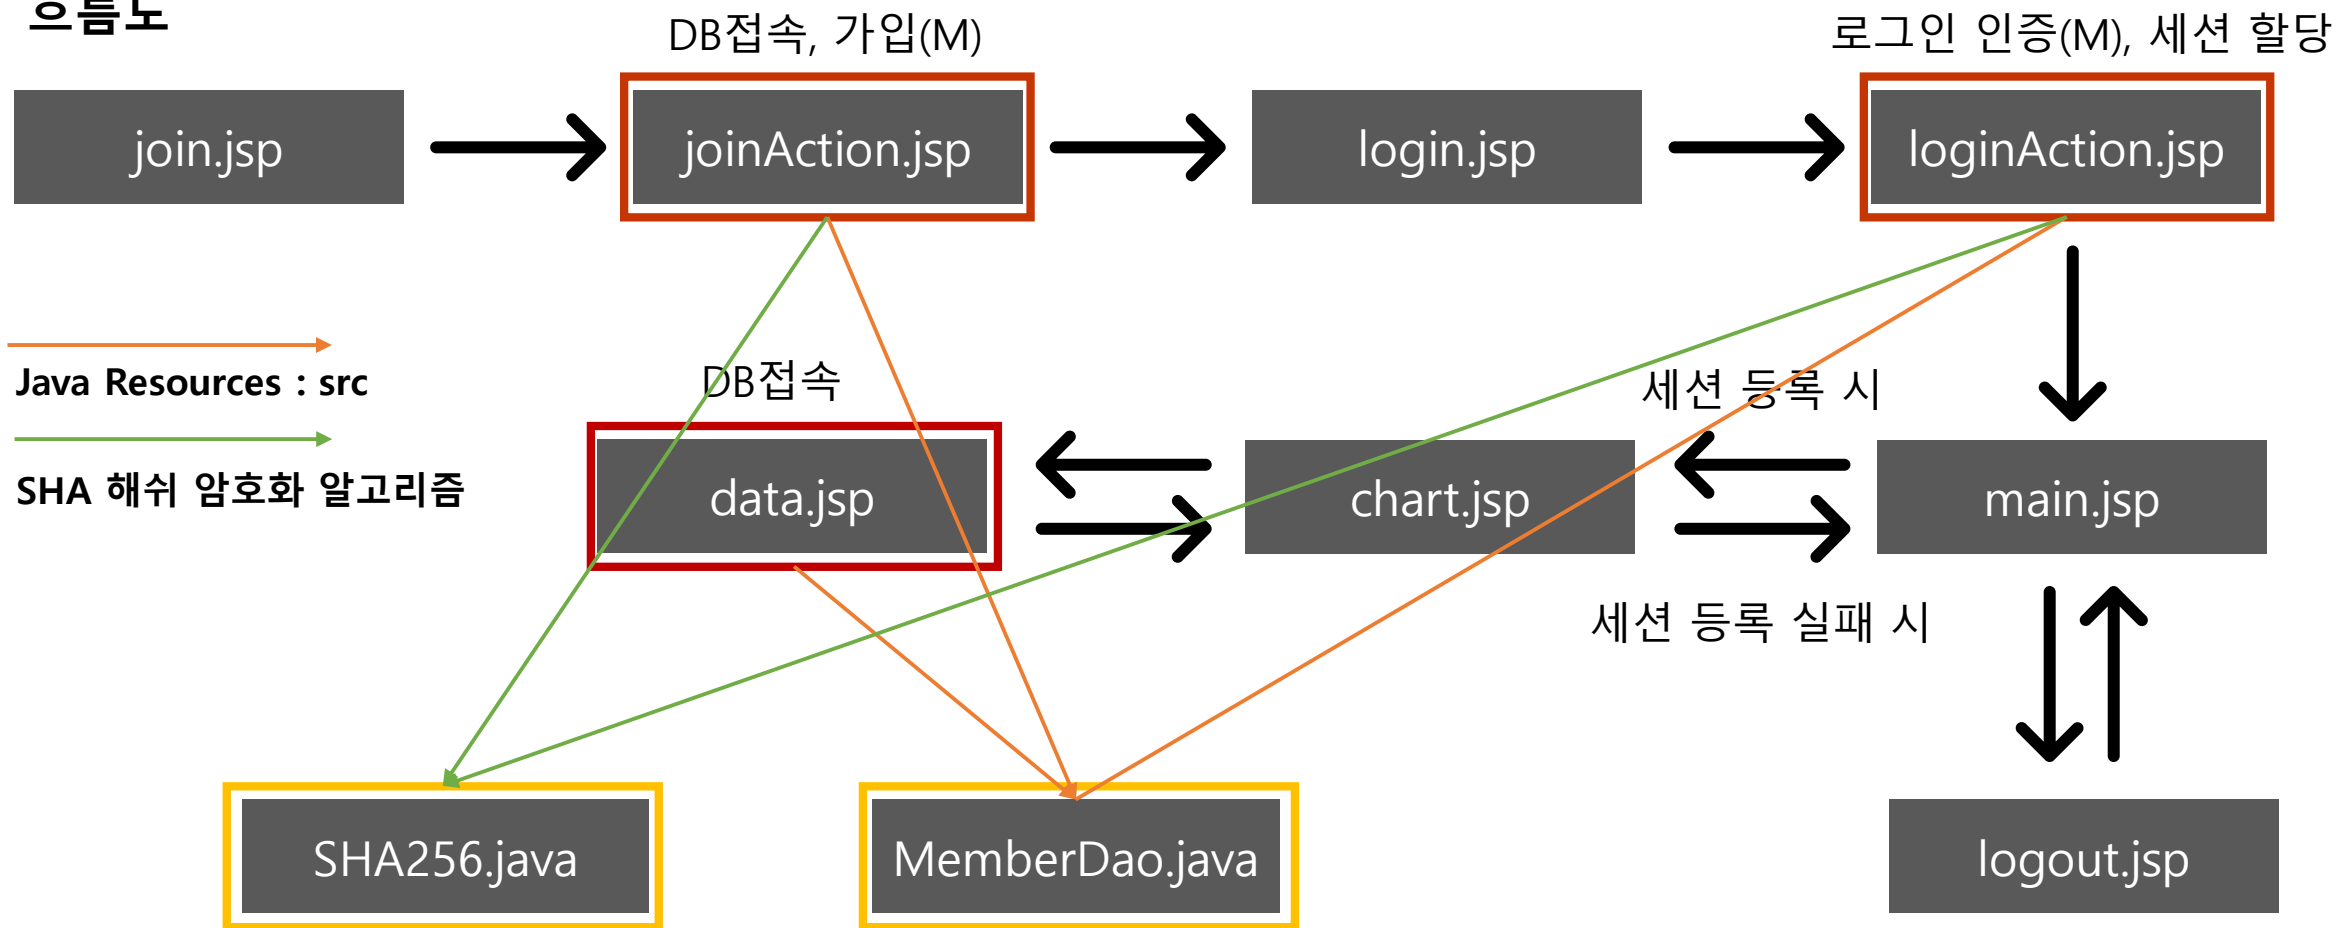 흐름도
DB접속, 가입(M)
로그인 인증(M), 세션 할당
join.jsp
joinAction.jsp
login.jsp
loginAction.jsp
Java Resources : src
SHA 해쉬 암호화 알고리즘
DB접속
세션 등록 시
data.jsp
chart.jsp
main.jsp
세션 등록 실패 시
SHA256.java
MemberDao.java
logout.jsp